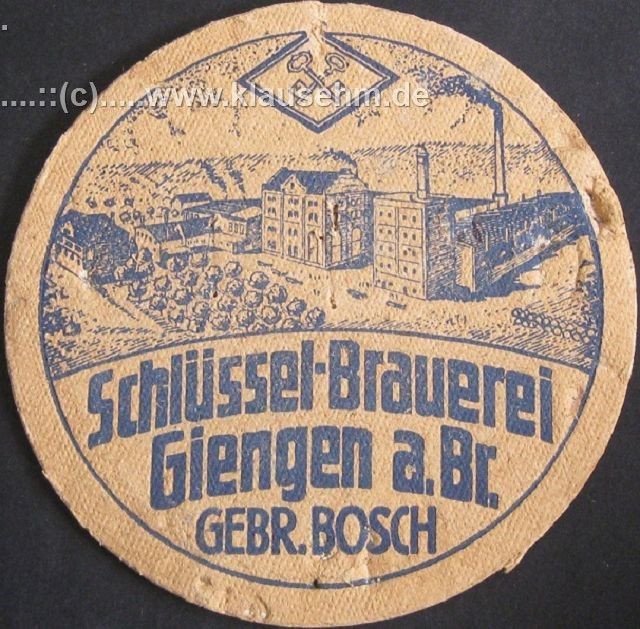 ....::(c).....www.klausehm.de
Schlüssel-Brauerei
Giengen a.Br.
GEBR.BOSCH